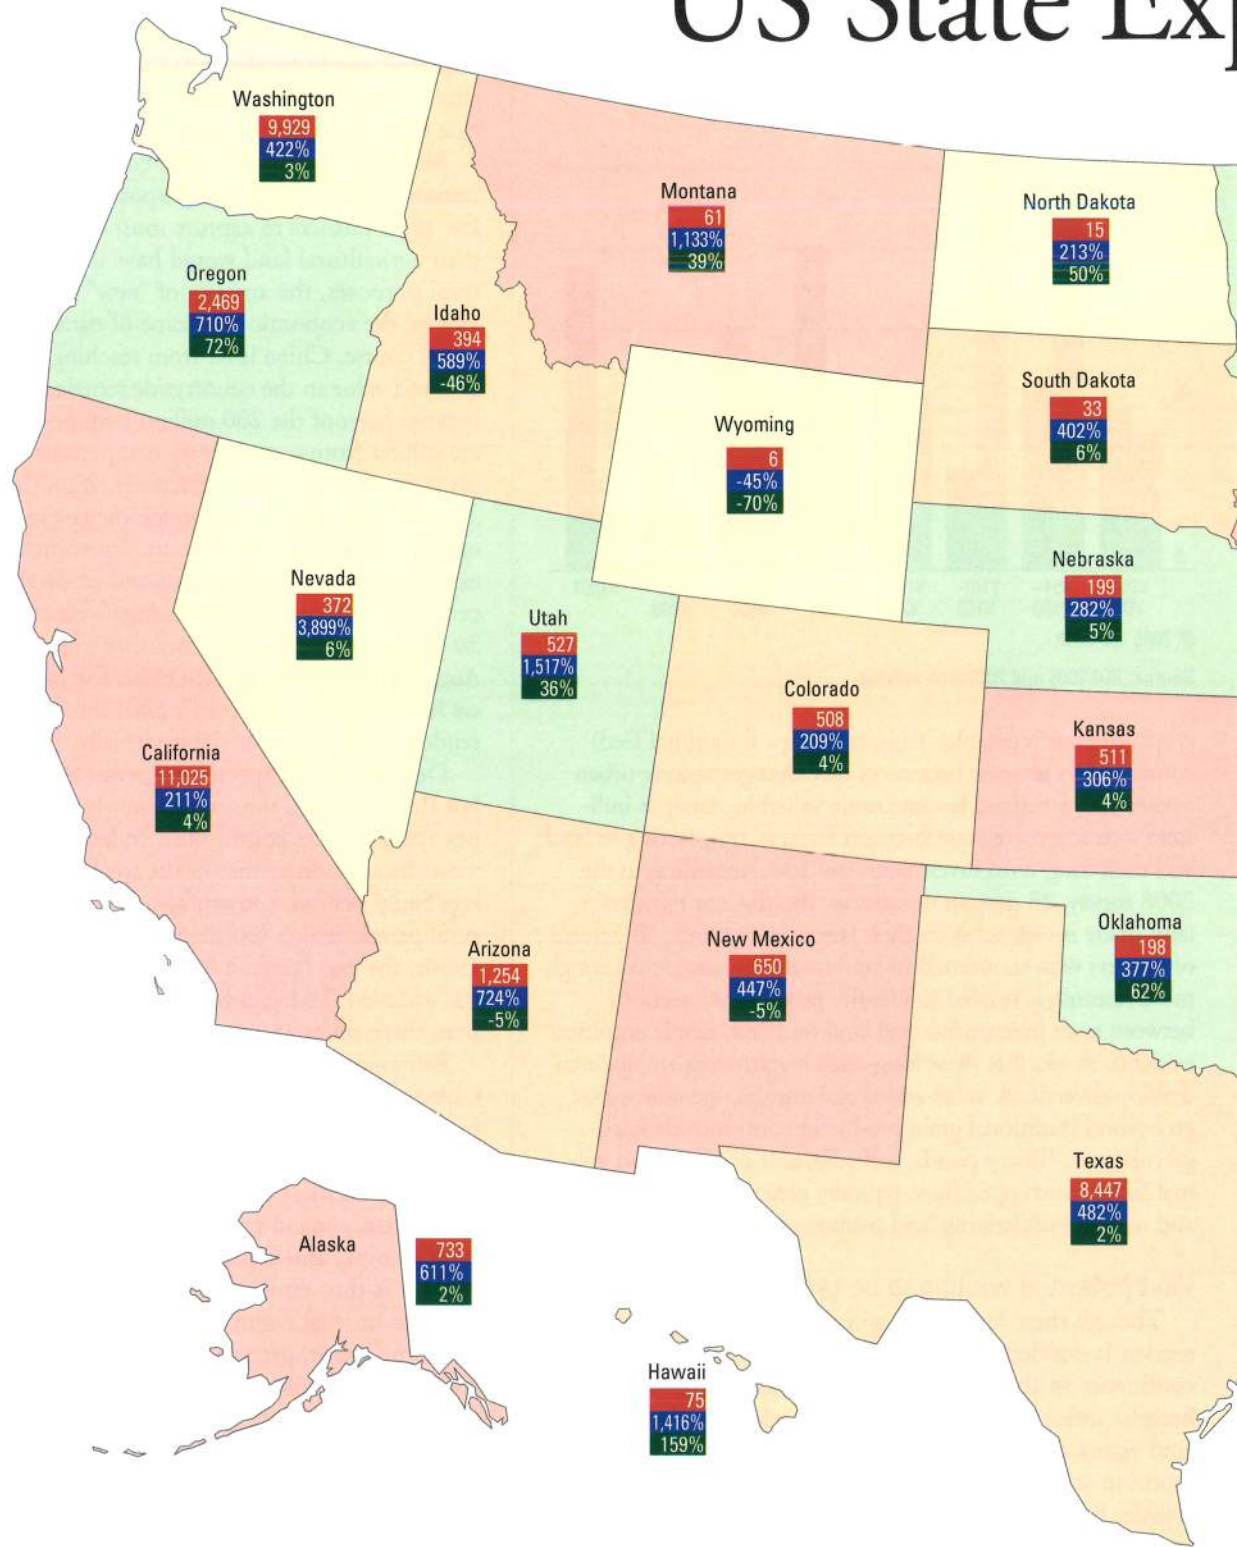 US State Exp
Washington
9,929
422%
3%
Montana
61
1,133%
39%
North Dakota
15
213%
50%
Oregon
2,469
710%
72%
Idaho
394
589%
-46%
South Dakota
33
402%
6%
Wyoming
6
-45%
-70%
Nebraska
199
282%
5%
Nevada
372
3,899%
6%
Utah
527
1,517%
36%
Colorado
508
209%
4%
Kansas
511
306%
4%
California
11,025
211%
4%
Arizona
1,254
724%
-5%
New Mexico
650
447%
-5%
Oklahoma
198
377%
62%
Texas
8,447
482%
2%
Alaska
733
611%
2%
Hawaii
75
1,416%
159%